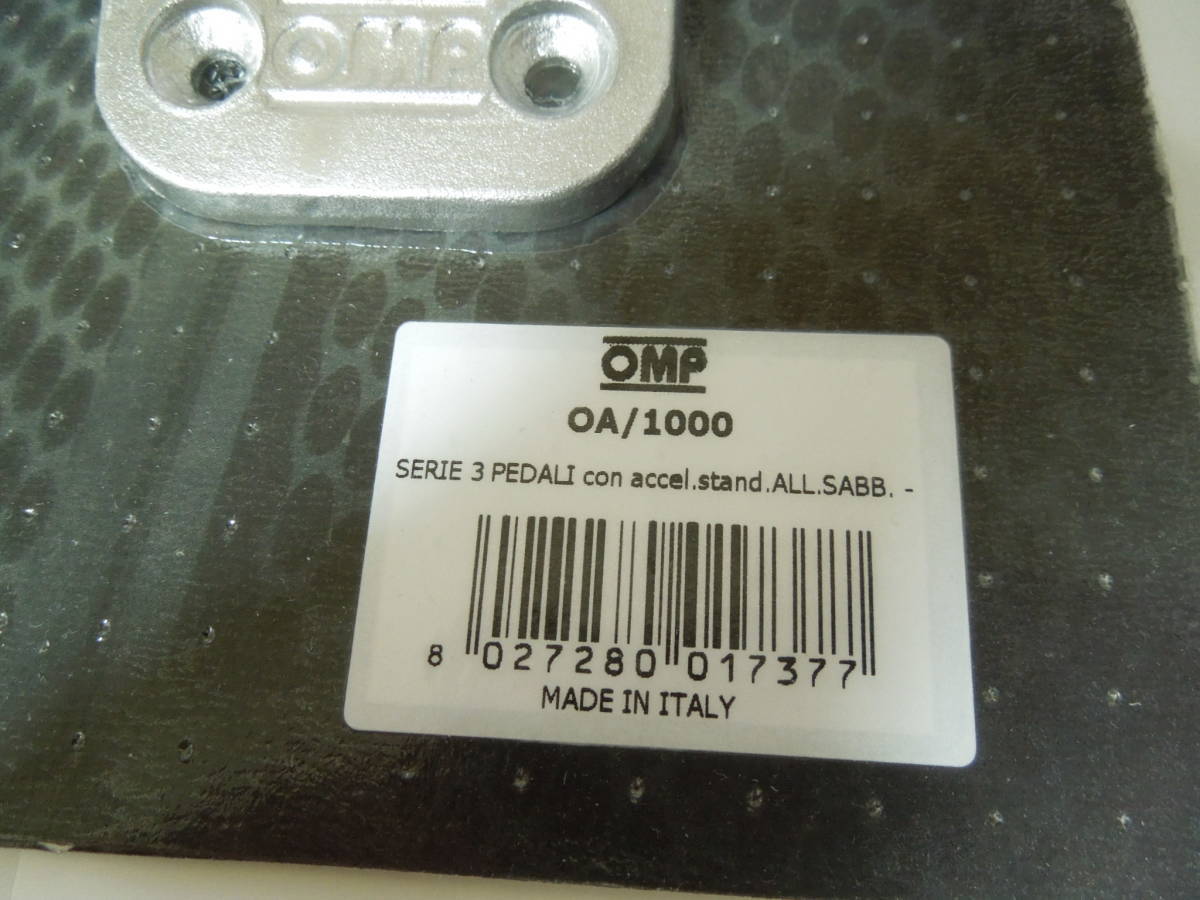 OMP
OMP
OA/1000
SERIE 3 PEDALI con accel.stand.ALL.SABB. -
8 027280 017377
MADE IN ITALY